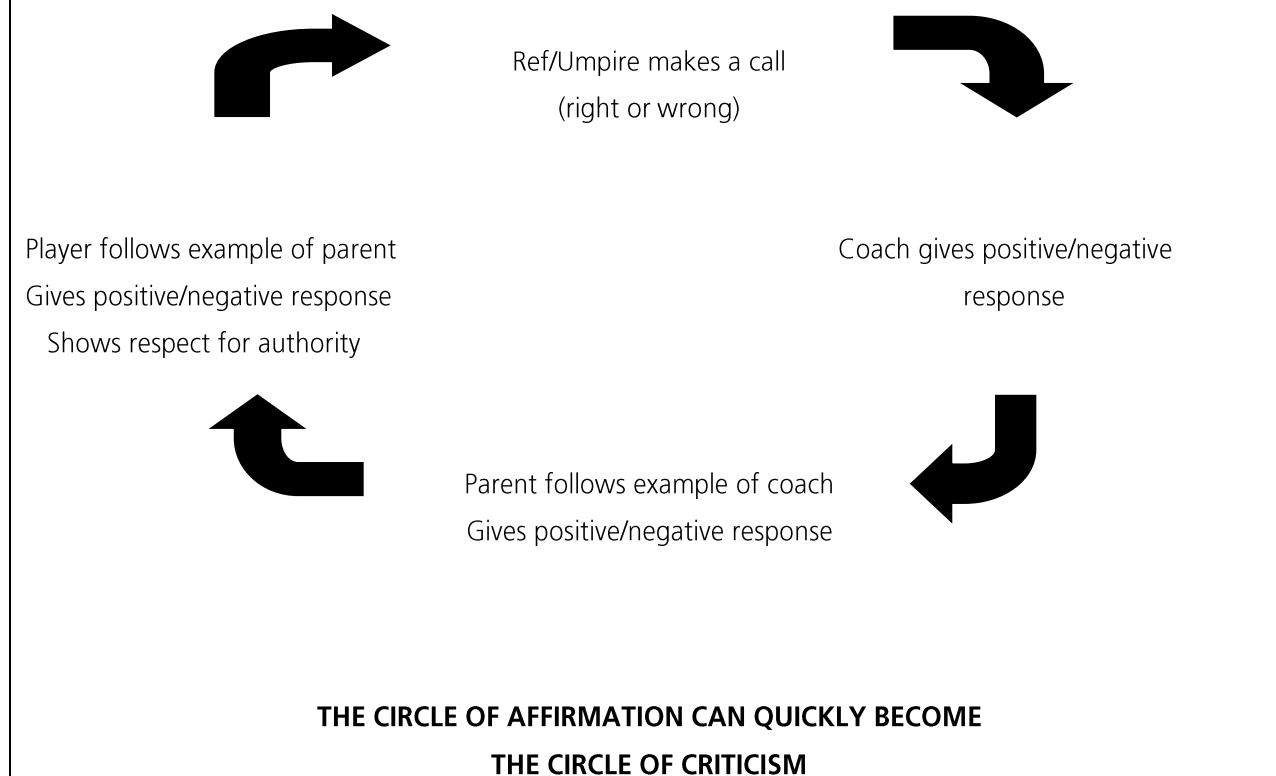 Ref/Umpire makes a call
(right or wrong)
Coach gives positive/negative
response
Parent follows example of coach
Gives positive/negative response
Player follows example of parent
Gives positive/negative response
Shows respect for authority
THE CIRCLE OF AFFIRMATION CAN QUICKLY BECOME
THE CIRCLE OF CRITICISM